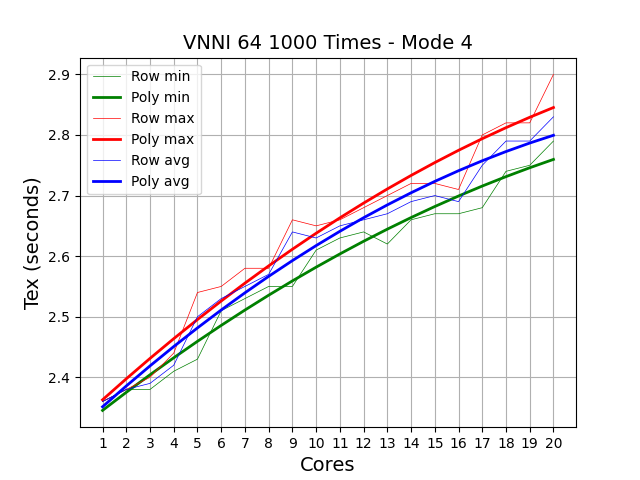 VNNI 64 1000 Times - Mode 4
Tex (seconds)
2.9
2.8
2.7
2.6
2.5
2.4
Row min
Poly min
Row max
Poly max
Row avg
Poly avg
1 2 3 4 5 6 7 8 9 10 11 12 13 14 15 16 17 18 19 20
Cores